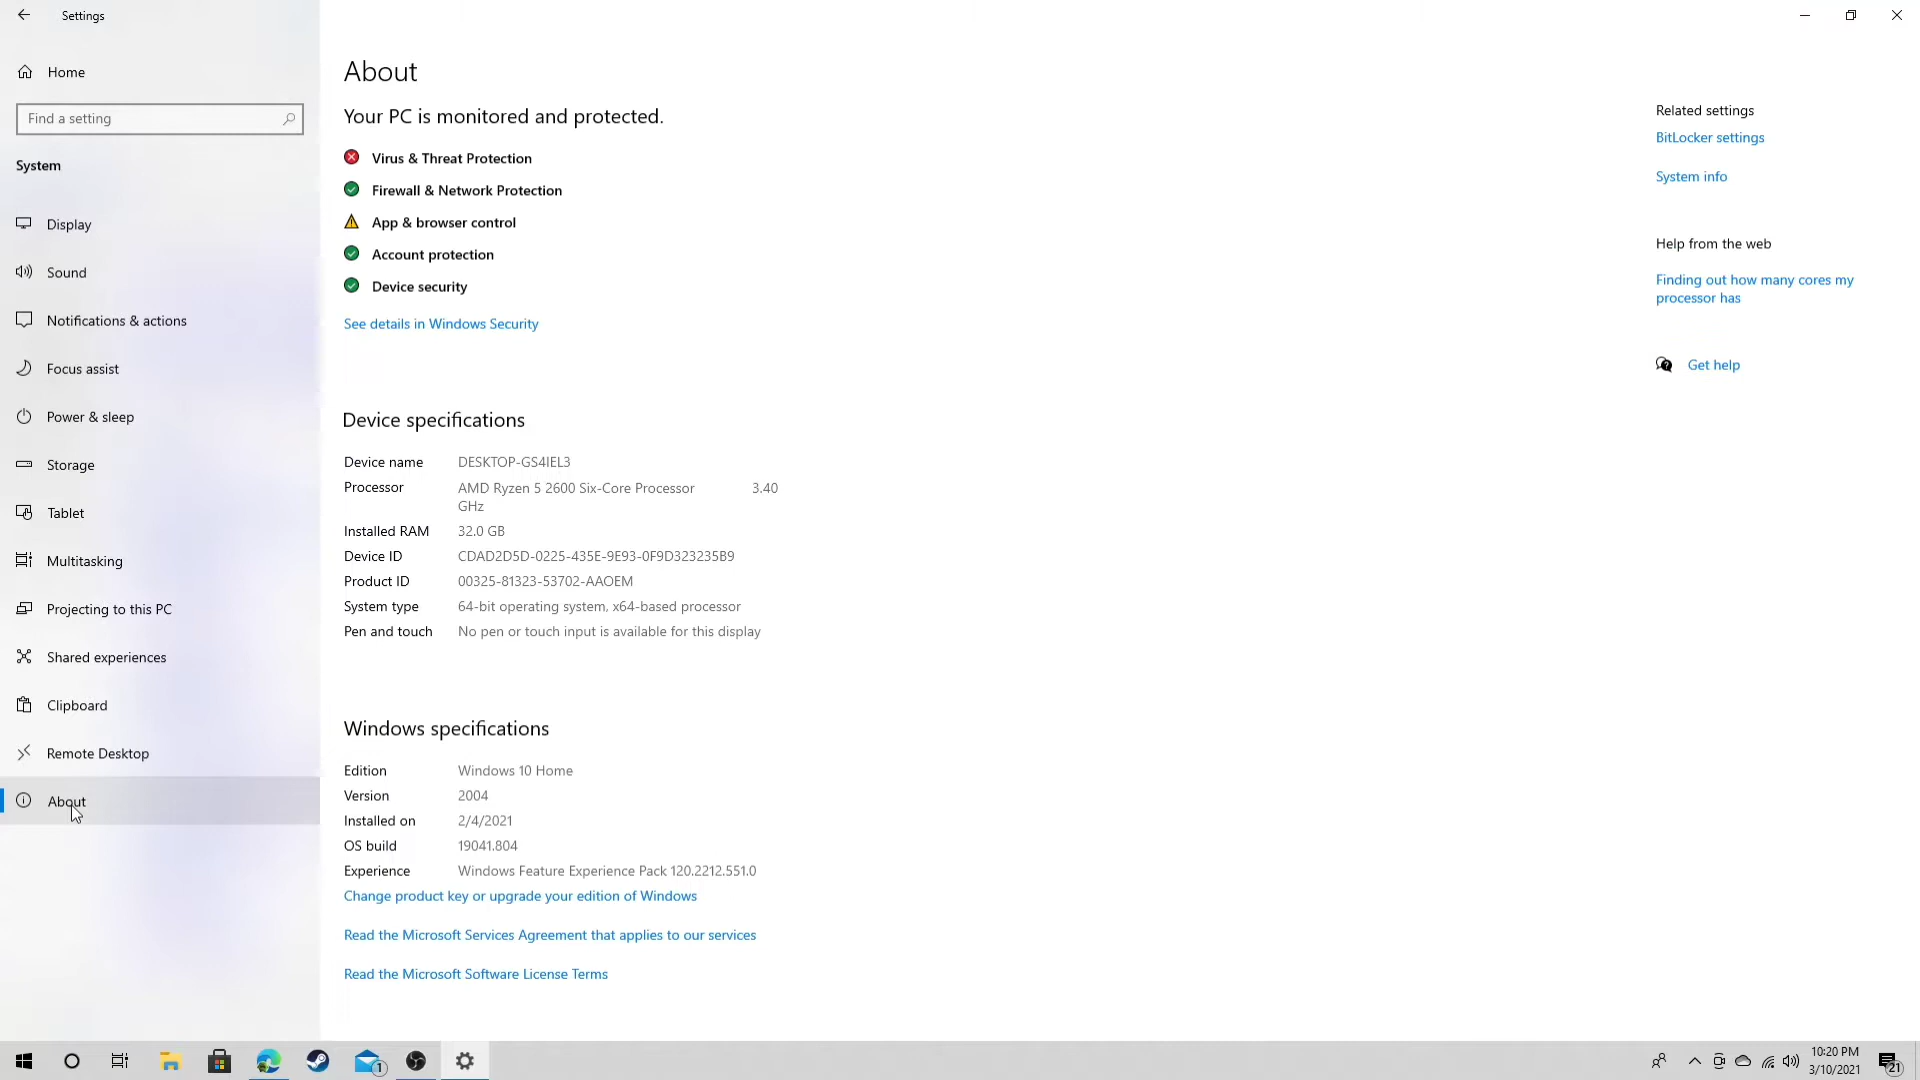 Settings
Home
Find a setting
System
Display
Sound
Notifications & actions
Focus assist
Power & sleep
Storage
Tablet
Multitasking
Projecting to this PC
Shared experiences
Clipboard
Remote Desktop
About
About
Your PC is monitored and protected.
Virus & Threat Protection
Firewall & Network Protection
App & browser control
Account protection
Device security
See details in Windows Security
Device specifications
Device name DESKTOP-GS4IEL3
Processor AMD Ryzen 5 2600 Six-Core Processor 3.40
GHz
Installed RAM 32.0 GB
Device ID CDAD2D5D-0225-435E-9E93-0F9D323235B9
Product ID 00325-81323-53702-AAOEM
System type 64-bit operating system, x64-based processor
Pen and touch No pen or touch input is available for this display
Windows specifications
Edition Windows 10 Home
Version 2004
Installed on 2/4/2021
OS build 19041.804
Experience Windows Feature Experience Pack 120.2212.551.0
Change product key or upgrade your edition of Windows
Read the Microsoft Services Agreement that applies to our services
Read the Microsoft Software License Terms
Related settings
BitLocker settings
System info
Help from the web
Finding out how many cores my
processor has
Get help
1
10:20 PM
3/10/2021
21